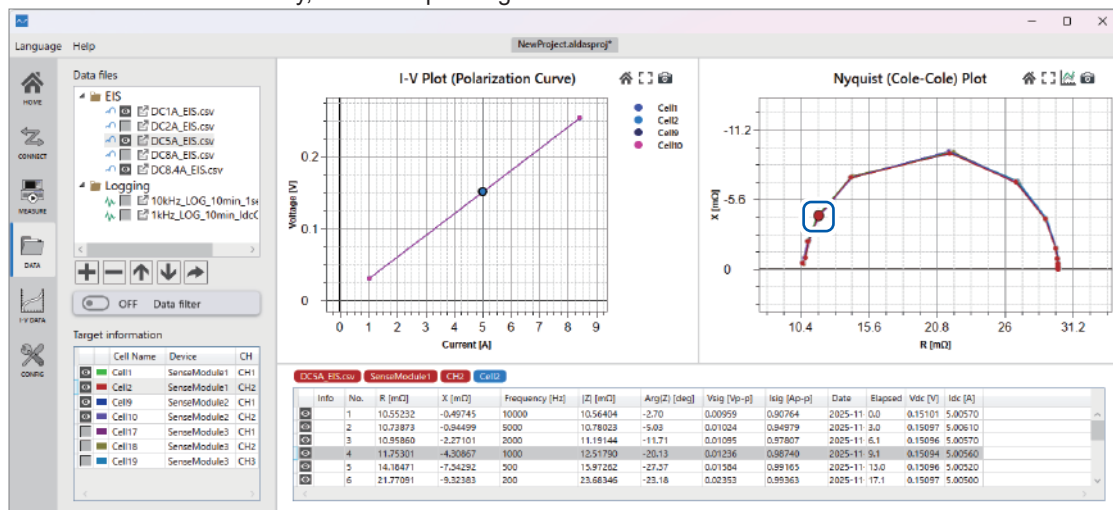 Language Help NewProject.aldasproj*
HOME
CONNECT
MEASURE
DATA
I-V DATA
CONFIG
Data files
EIS
DC1A_EIS.csv
DC2A_EIS.csv
DC5A_EIS.csv
DC8A_EIS.csv
DC8.4A_EIS.csv
Logging
10kHz_LOG_10min_1se
1kHz_LOG_10min_IdcC
OFF Data filter
Target information
Cell Name Device CH
Cell1 SenseModule1 CH1
Cell2 SenseModule1 CH2
Cell9 SenseModule2 CH1
Cell10 SenseModule2 CH2
Cell17 SenseModule3 CH1
Cell18 SenseModule3 CH2
Cell19 SenseModule3 CH3
I-V Plot (Polarization Curve)
Cell1
Cell2
Cell9
Cell10
Voltage [V]
0.2
0.1
0
0 1 2 3 4 5 6 7 8 9
Current [A]
Nyquist (Cole-Cole) Plot
X [mΩ]
-11.2
-5.6
0
10.4 15.6 20.8 26 31.2
R [mΩ]
DC5A_EIS.csv SenseModule1 CH2 Cell2
Info No. R [mΩ] X [mΩ] Frequency [Hz] |Z| [mΩ] Arg(Z) [deg] Vsig [Vp-p] Isig [Ap-p] Date Elapsed Vdc [V] Idc [A]
1 10.55232 -0.49745 10000 10.56404 -2.70 0.00959 0.90764 2025-11- 0.0 0.15101 5.00570
2 10.73873 -0.94499 5000 10.78023 -5.03 0.01024 0.94979 2025-11- 3.0 0.15097 5.00610
3 10.95860 -2.27101 2000 11.19144 -11.71 0.01095 0.97807 2025-11- 6.1 0.15096 5.00570
4 11.75301 -4.30867 1000 12.51790 -20.13 0.01236 0.98740 2025-11- 9.1 0.15094 5.00560
5 14.18471 -7.34292 500 15.97262 -27.37 0.01584 0.99165 2025-11- 13.0 0.15096 5.00520
6 21.77091 -9.32383 200 23.68346 -23.18 0.02353 0.99363 2025-11- 17.1 0.15097 5.00500